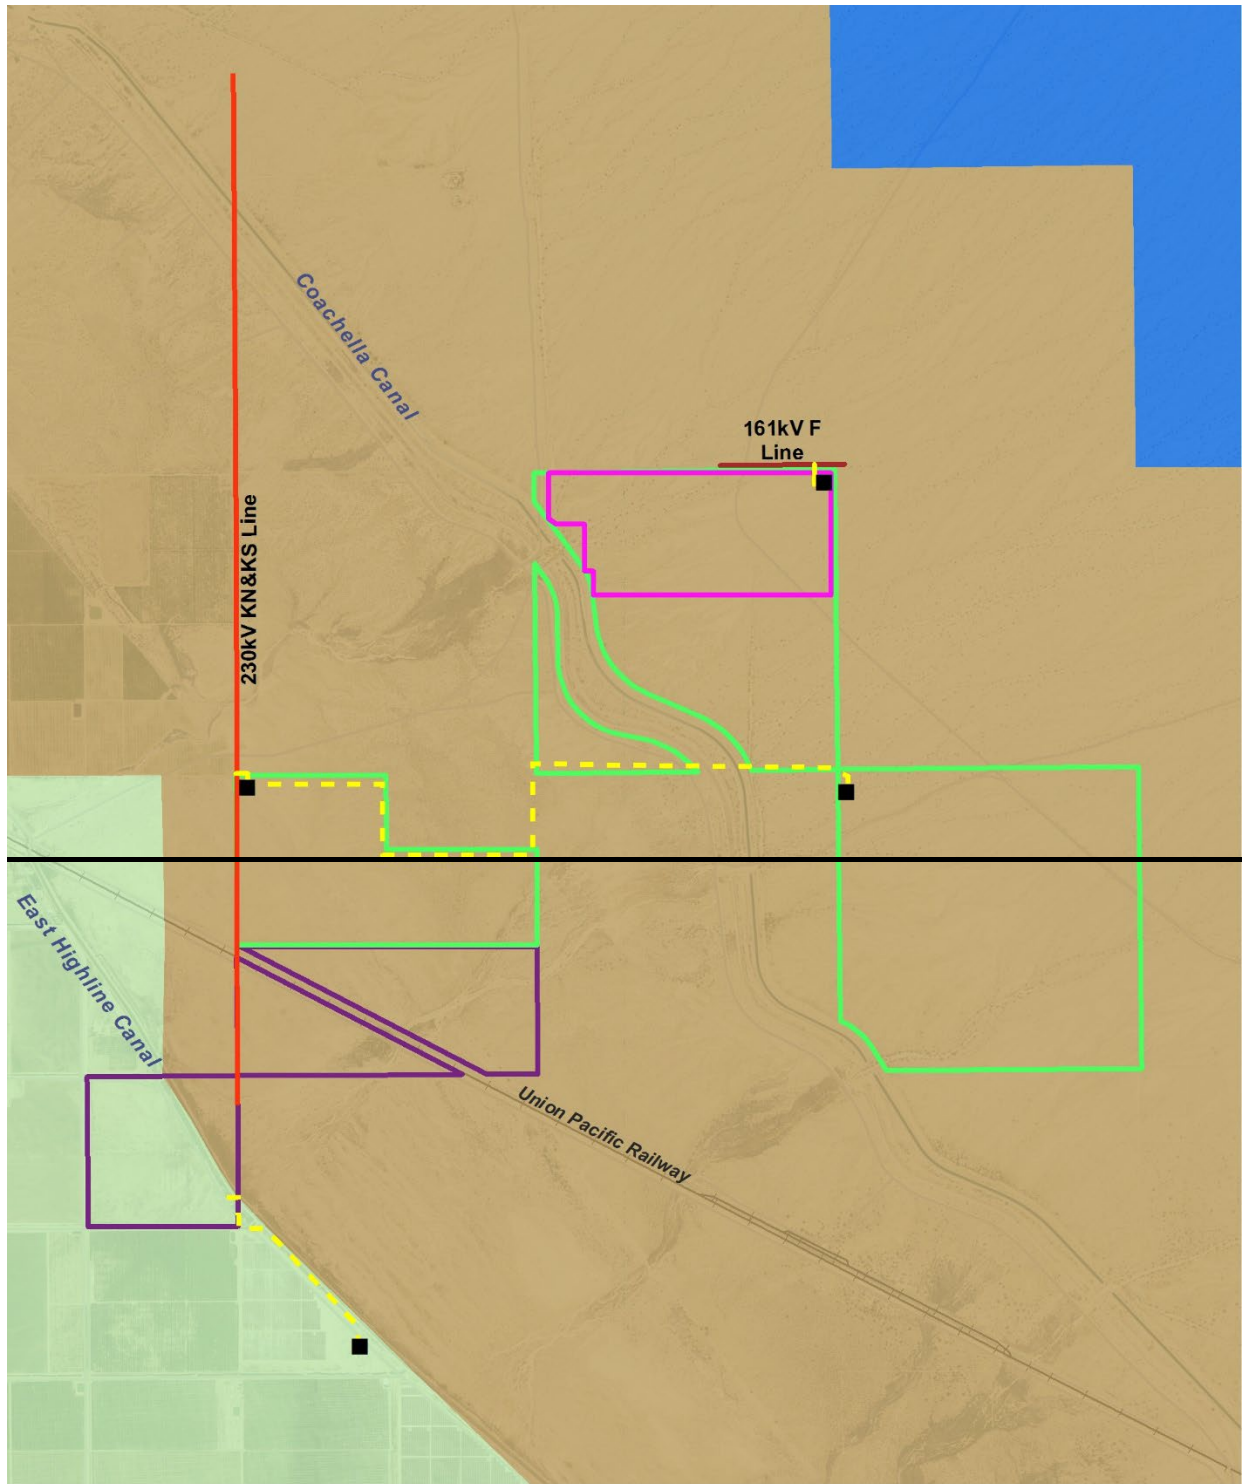 Coachella Canal
161kV F
Line
230kV KN&KS Line
East Highline Canal
Union Pacific Railway